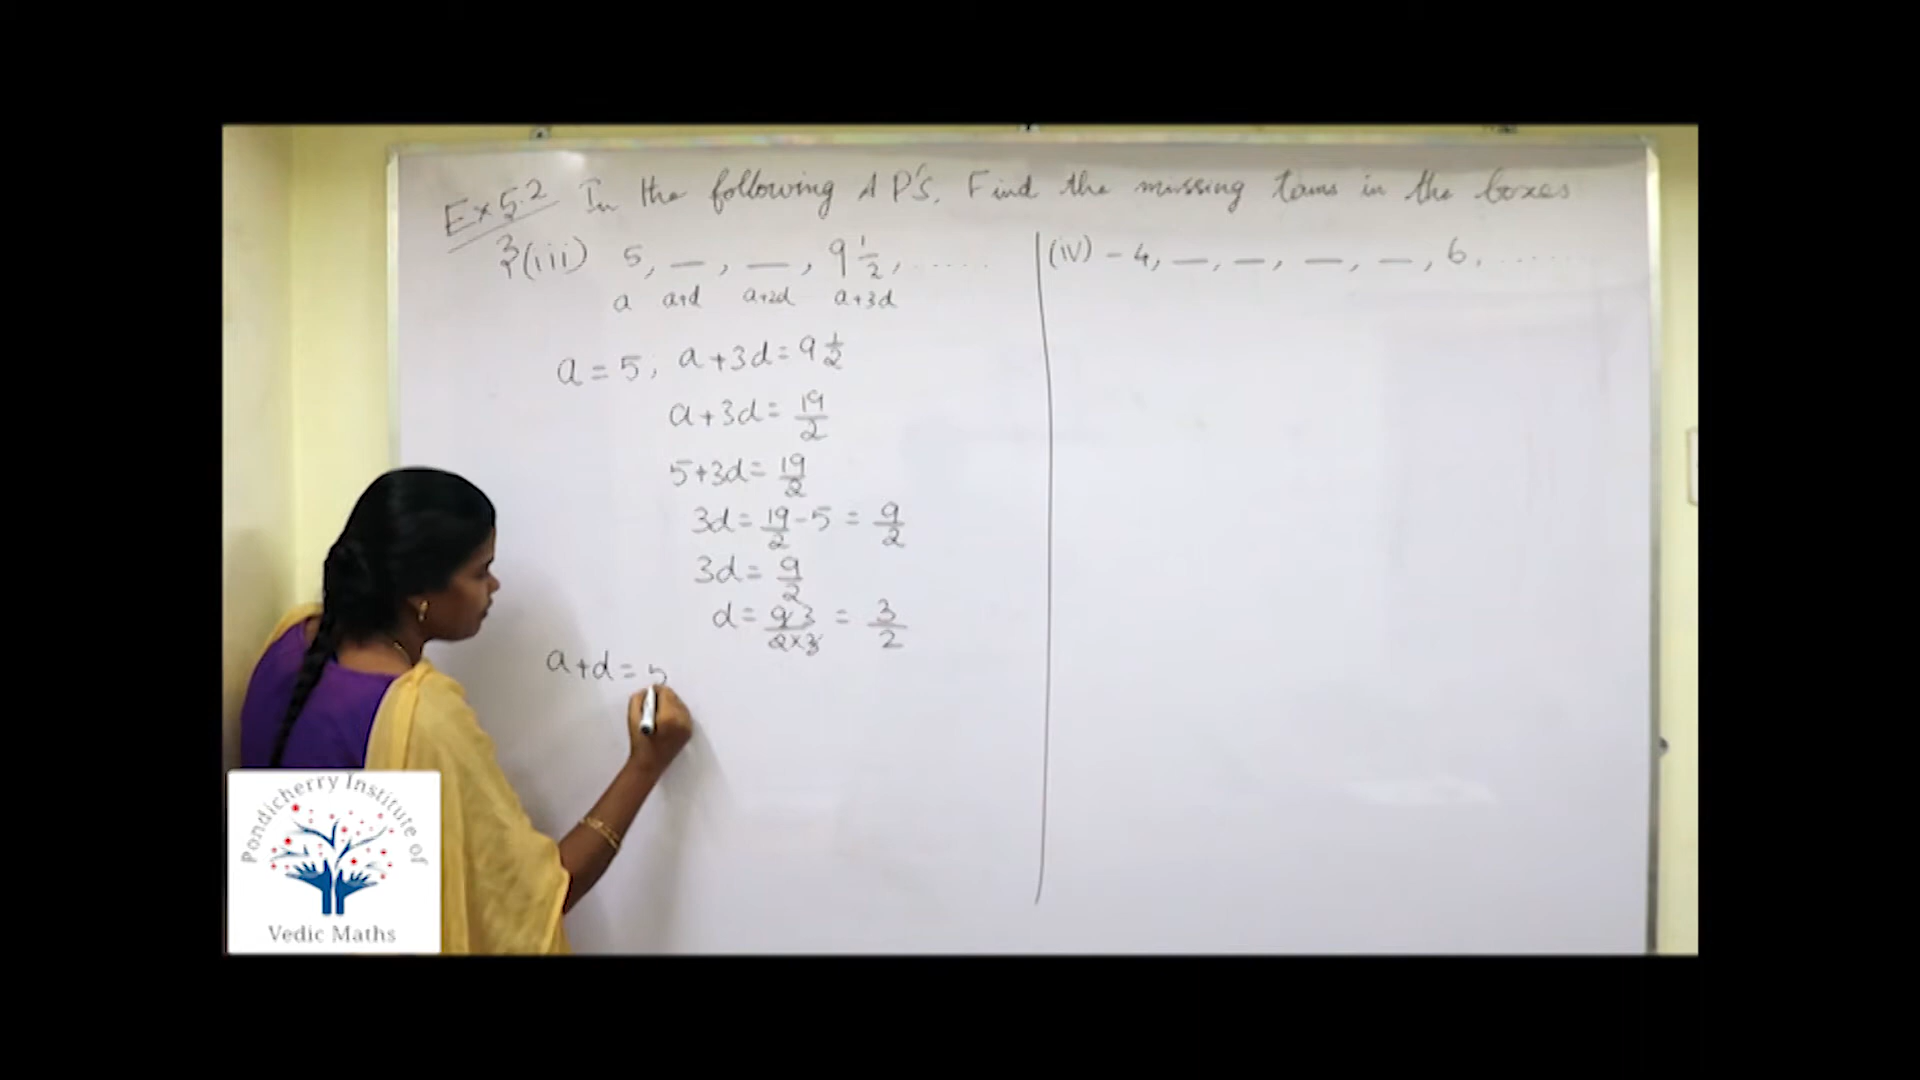 Ex 5.2 In the following AP'S. Find the missing tams in the boxes
3(iii) 5, __, __, 9 1/2, ......
a a+d a+2d a+3d
a = 5, a+3d = 9 1/2
a+3d = 19/2
5+3d = 19/2
3d = 19/2 - 5 = 9/2
3d = 9/2
d = 9 3/2×3 = 3/2
a+d = 5
(iv) -4, __, __, __, __, 6, ......
Pondicherry Institute of
Vedic Maths